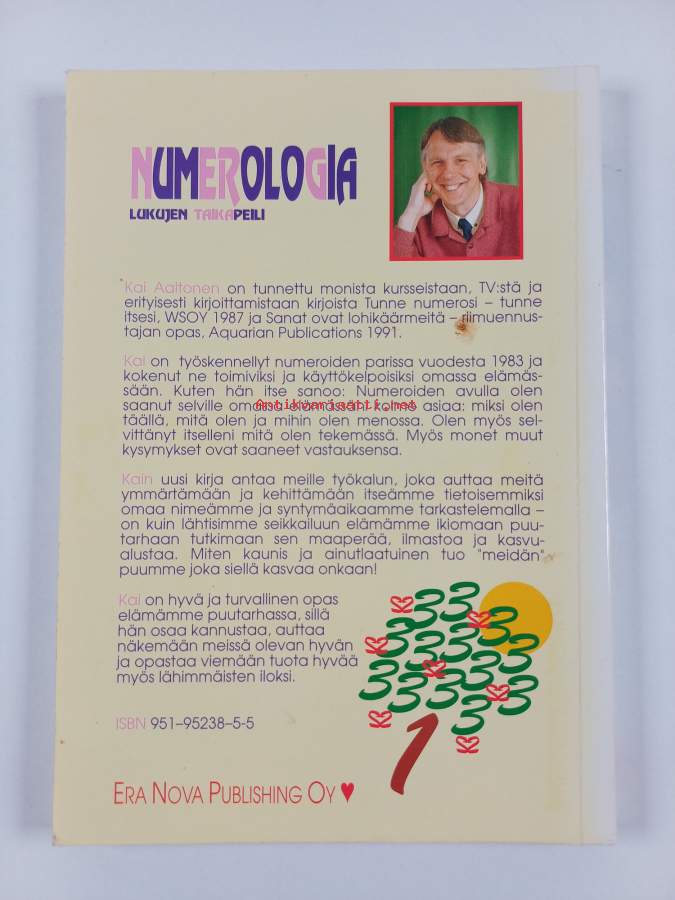 NUMEROLOGIA
LUKUJEN TAIKAPEILI
Kai Aaltonen on tunnettu monista kursseistaan, TV:stä ja
erityisesti kirjoittamistaan kirjoista Tunne numerosi – tunne
itsesi, WSOY 1987 ja Sanat ovat lohikäärmeitä – riimuennus-
tajan opas, Aquarian Publications 1991.
Kai on työskennellyt numeroiden parissa vuodesta 1983 ja
kokenut ne toimiviksi ja käyttökelpoisiksi omassa elämäs-
sään. Kuten hän itse sanoo: Numeroiden avulla olen
saanut selville omasta elämästäni kolme asiaa: miksi olen
Antikvariaatti.net
täällä, mitä olen ja mihin olen menossa. Olen myös sel-
vittänyt itselleni mitä olen tekemässä. Myös monet muut
kysymykset ovat saaneet vastauksensa.
Kain uusi kirja antaa meille työkalun, joka auttaa meitä
ymmärtämään ja kehittämään itseämme tietoisemmiksi
omaa nimeämme ja syntymäaikaamme tarkastelemalla –
on kuin lähtisimme seikkailuun elämämme ikiomaan puu-
tarhaan tutkimaan sen maaperää, ilmastoa ja kasvu-
alustaa. Miten kaunis ja ainutlaatuinen tuo "meidän"
puumme joka siellä kasvaa onkaan!
Kai on hyvä ja turvallinen opas
elämämme puutarhassa, sillä
hän osaa kannustaa, auttaa
näkemään meissä olevan hyvän
ja opastaa viemään tuota hyvää
myös lähimmäisten iloksi.
ISBN 951–95238–5–5
ERA NOVA PUBLISHING OY ♥